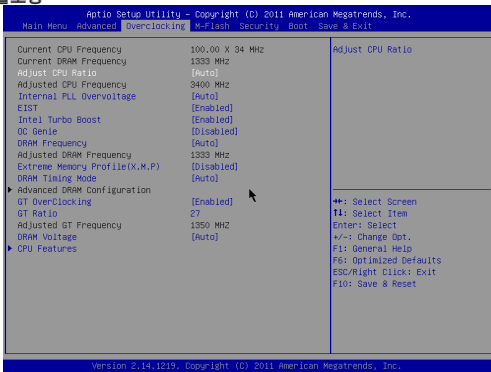 Aptio Setup Utility – Copyright (C) 2011 American Megatrends, Inc.
Main Menu Advanced Overclocking M-Flash Security Boot Save & Exit
Current CPU Frequency 100.00 X 34 MHz
Current DRAM Frequency 1333 MHz
Adjust CPU Ratio [Auto]
Adjusted CPU Frequency 3400 MHz
Internal PLL Overvoltage [Auto]
EIST [Enabled]
Intel Turbo Boost [Enabled]
OC Genie [Disabled]
DRAM Frequency [Auto]
Adjusted DRAM Frequency 1333 MHz
Extreme Memory Profile(X.M.P) [Disabled]
DRAM Timing Mode [Auto]
Advanced DRAM Configuration
GT OverClocking [Enabled]
GT Ratio 27
Adjusted GT Frequency 1350 MHZ
DRAM Voltage [Auto]
CPU Features
Adjust CPU Ratio
→←: Select Screen
↑↓: Select Item
Enter: Select
+/-: Change Opt.
F1: General Help
F6: Optimized Defaults
ESC/Right Click: Exit
F10: Save & Reset
Version 2.14.1219. Copyright (C) 2011 American Megatrends, Inc.